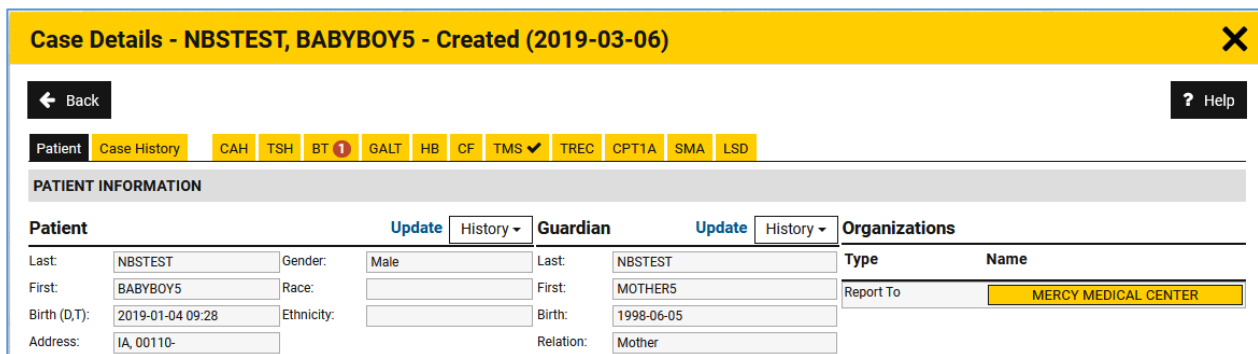 Case Details - NBSTEST, BABYBOY5 - Created (2019-03-06)
Back
? Help
Patient Case History CAH TSH BT 1 GALT HB CF TMS TREC CPT1A SMA LSD
PATIENT INFORMATION
Patient Update History Guardian Update History Organizations
Last: NBSTEST Gender: Male Last: NBSTEST Type Name
First: BABYBOY5 Race: First: MOTHER5 Report To MERCY MEDICAL CENTER
Birth (D,T): 2019-01-04 09:28 Ethnicity: Birth: 1998-06-05
Address: IA, 00110- Relation: Mother